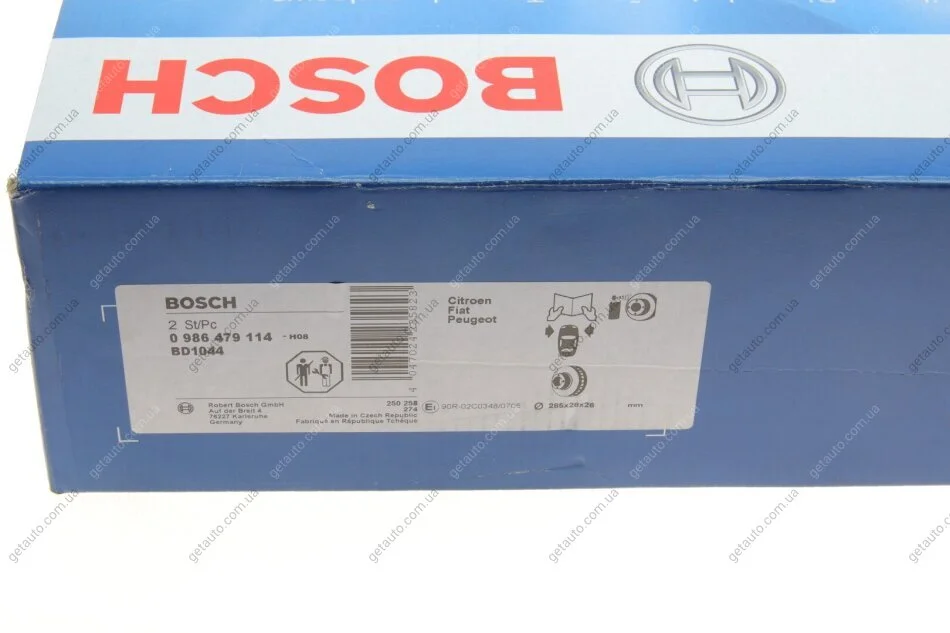 BOSCH
BOSCH
2 St/Pc
0 986 479 114 - H08
BD1044
Citroen
Fiat
Peugeot
Robert Bosch GmbH
Auf der Breit 4
76227 Karlsruhe
Germany
250 258
274
Made in Czech Republic
Fabriqué en République Tchèque
E1 90R-02C0348/0705
Ø 285x28x26 mm
getauto.com.ua